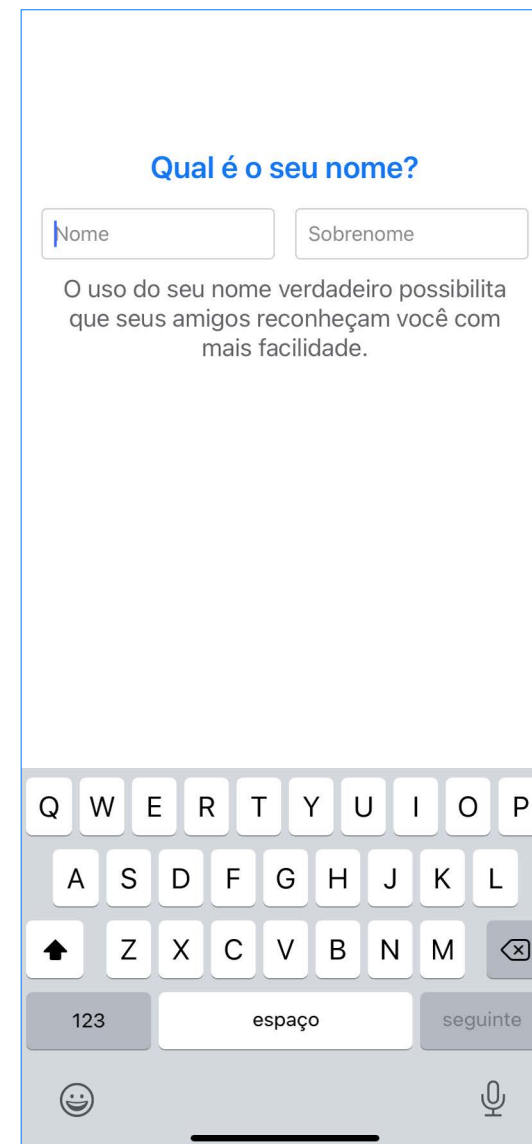 Qual é o seu nome?
Nome Sobrenome
O uso do seu nome verdadeiro possibilita
que seus amigos reconheçam você com
mais facilidade.
Q W E R T Y U I O P
A S D F G H J K L
Z X C V B N M
123 espaço seguinte